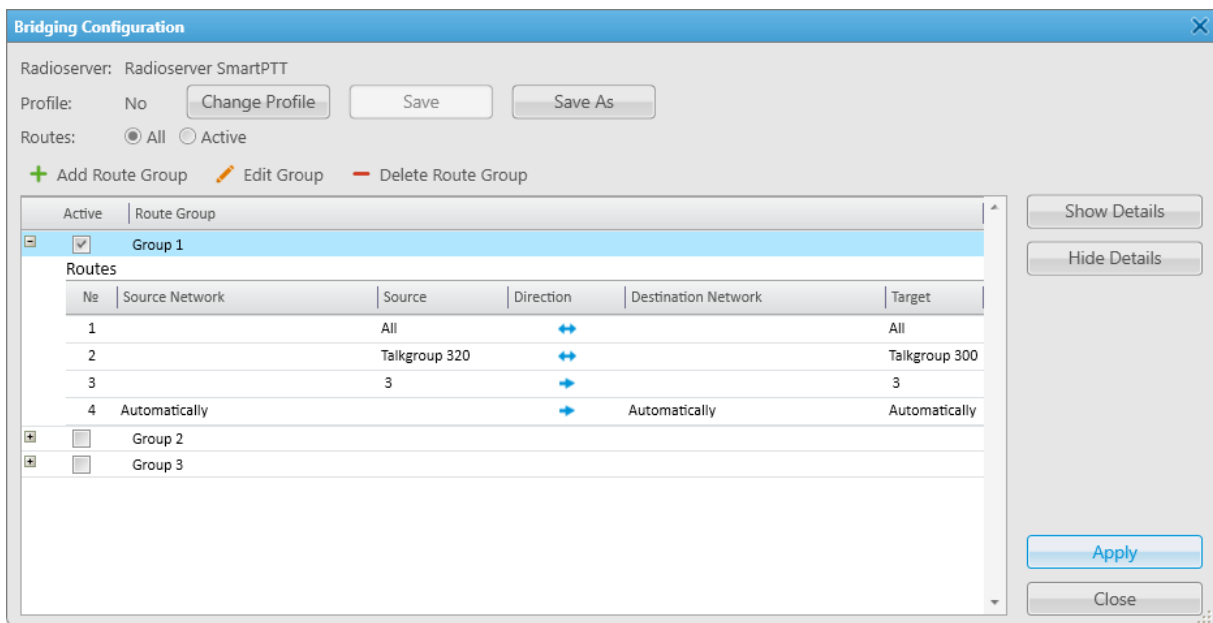 Bridging Configuration
Radioserver: Radioserver SmartPTT
Profile: No Change Profile Save Save As
Routes: All Active
Add Route Group Edit Group Delete Route Group
Active Route Group
Show Details
Group 1
Hide Details
Routes
№ Source Network Source Direction Destination Network Target
1 All All
2 Talkgroup 320 Talkgroup 300
3 3 3
4 Automatically Automatically Automatically
Group 2
Group 3
Apply
Close